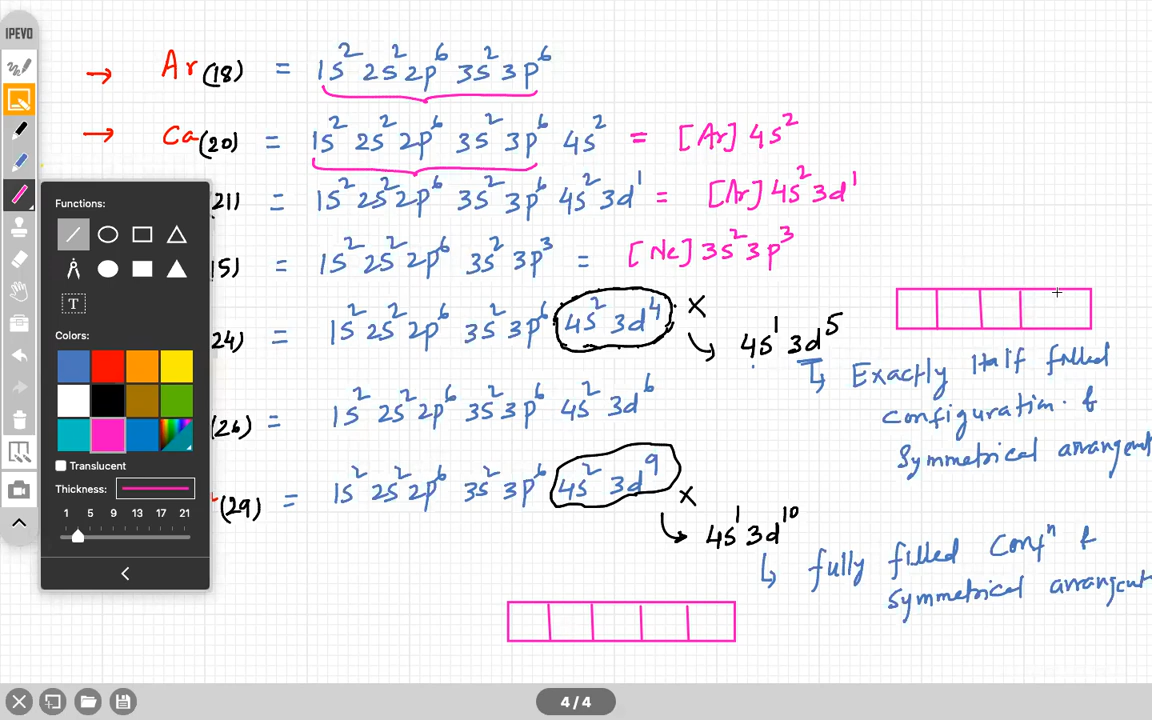 IPEVO
→ Ar(18) = 1s² 2s² 2p⁶ 3s² 3p⁶
→ Ca(20) = 1s² 2s² 2p⁶ 3s² 3p⁶ 4s² = [Ar] 4s²
21) = 1s² 2s² 2p⁶ 3s² 3p⁶ 4s² 3d¹ = [Ar] 4s² 3d¹
15) = 1s² 2s² 2p⁶ 3s² 3p³ = [Ne] 3s² 3p³
24) = 1s² 2s² 2p⁶ 3s² 3p⁶ 4s² 3d⁴ x
4s¹ 3d⁵
Exactly Half filled
configuration. &
Symmetrical arrangent
(26) = 1s² 2s² 2p⁶ 3s² 3p⁶ 4s² 3d⁶
(29) = 1s² 2s² 2p⁶ 3s² 3p⁶ 4s² 3d⁹ x
4s¹ 3d¹⁰
fully filled Confⁿ &
Symmetrical arrangent
Functions:
T
Colors:
Translucent
Thickness:
1 5 9 13 17 21
4/4